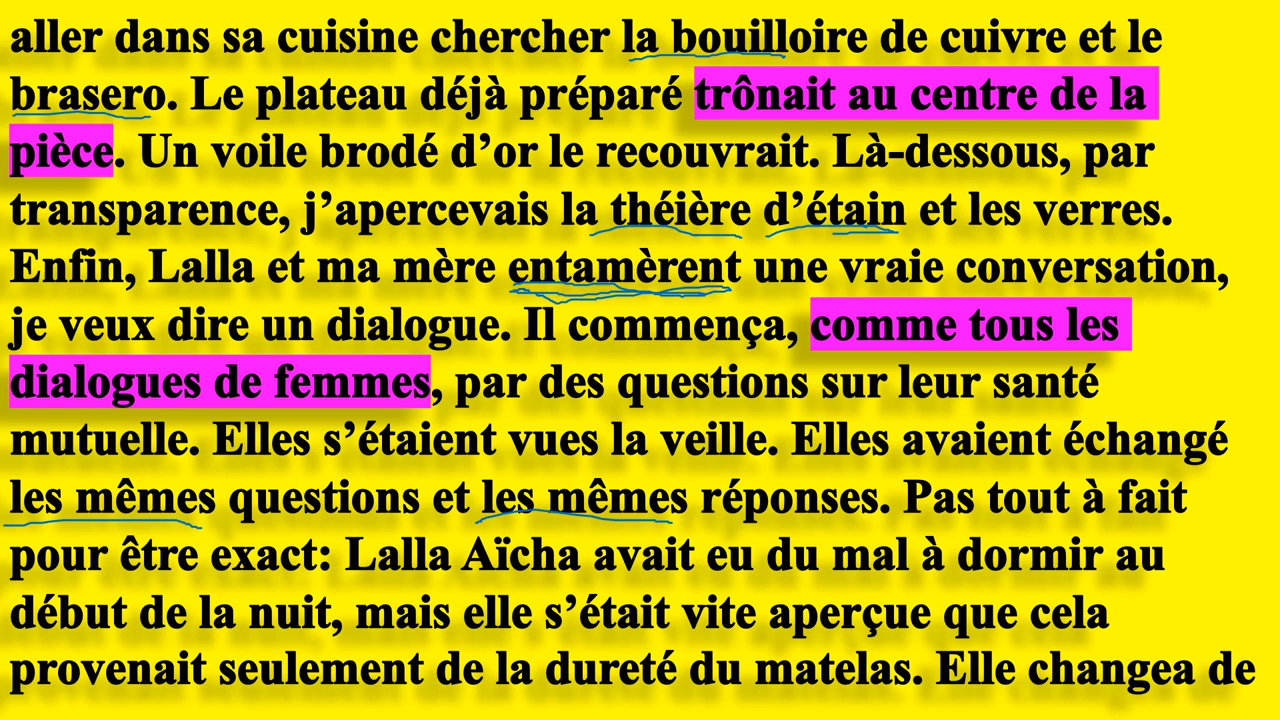 aller dans sa cuisine chercher la bouilloire de cuivre et le
brasero. Le plateau déjà préparé trônait au centre de la
pièce. Un voile brodé d’or le recouvrait. Là-dessous, par
transparence, j’apercevais la théière d’étain et les verres.
Enfin, Lalla et ma mère entamèrent une vraie conversation,
je veux dire un dialogue. Il commença, comme tous les
dialogues de femmes, par des questions sur leur santé
mutuelle. Elles s’étaient vues la veille. Elles avaient échangé
les mêmes questions et les mêmes réponses. Pas tout à fait
pour être exact: Lalla Aïcha avait eu du mal à dormir au
début de la nuit, mais elle s’était vite aperçue que cela
provenait seulement de la dureté du matelas. Elle changea de